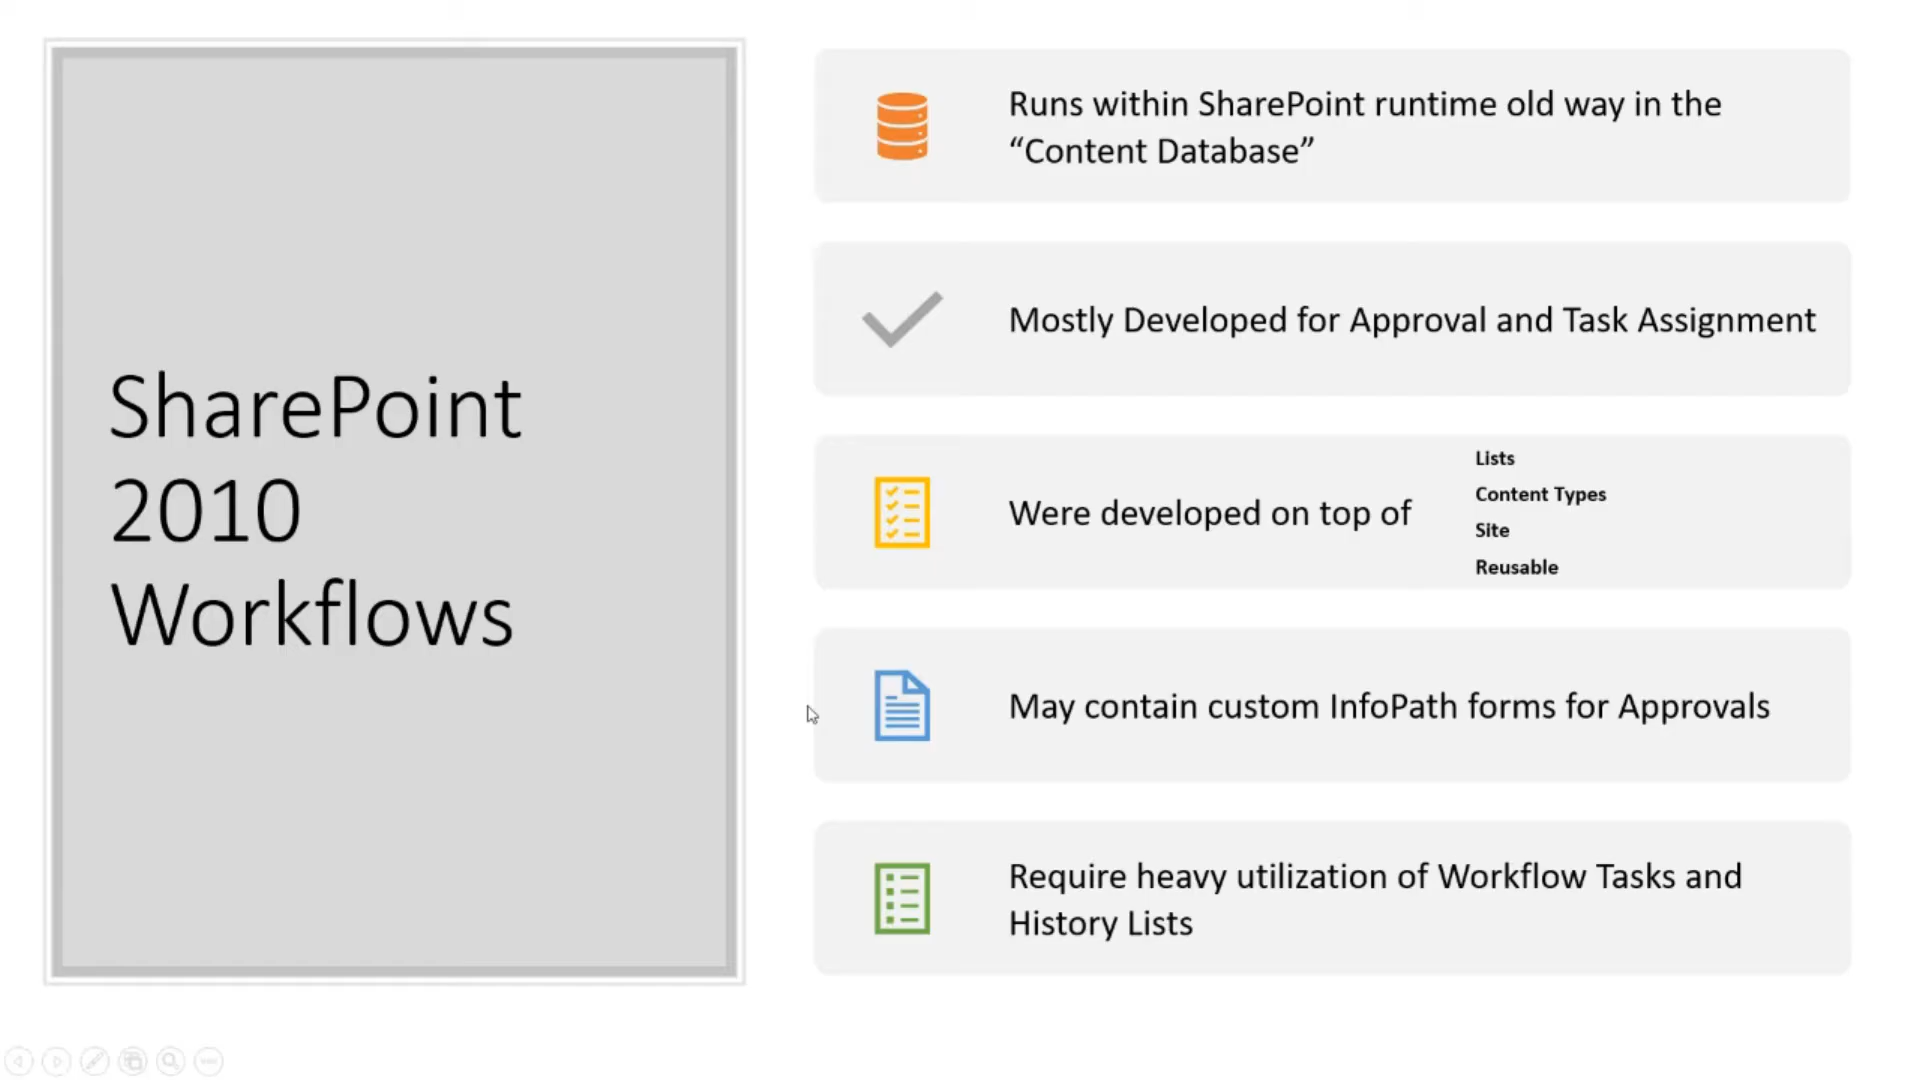 SharePoint
2010
Workflows
Runs within SharePoint runtime old way in the
“Content Database”
Mostly Developed for Approval and Task Assignment
Were developed on top of
Lists
Content Types
Site
Reusable
May contain custom InfoPath forms for Approvals
Require heavy utilization of Workflow Tasks and
History Lists